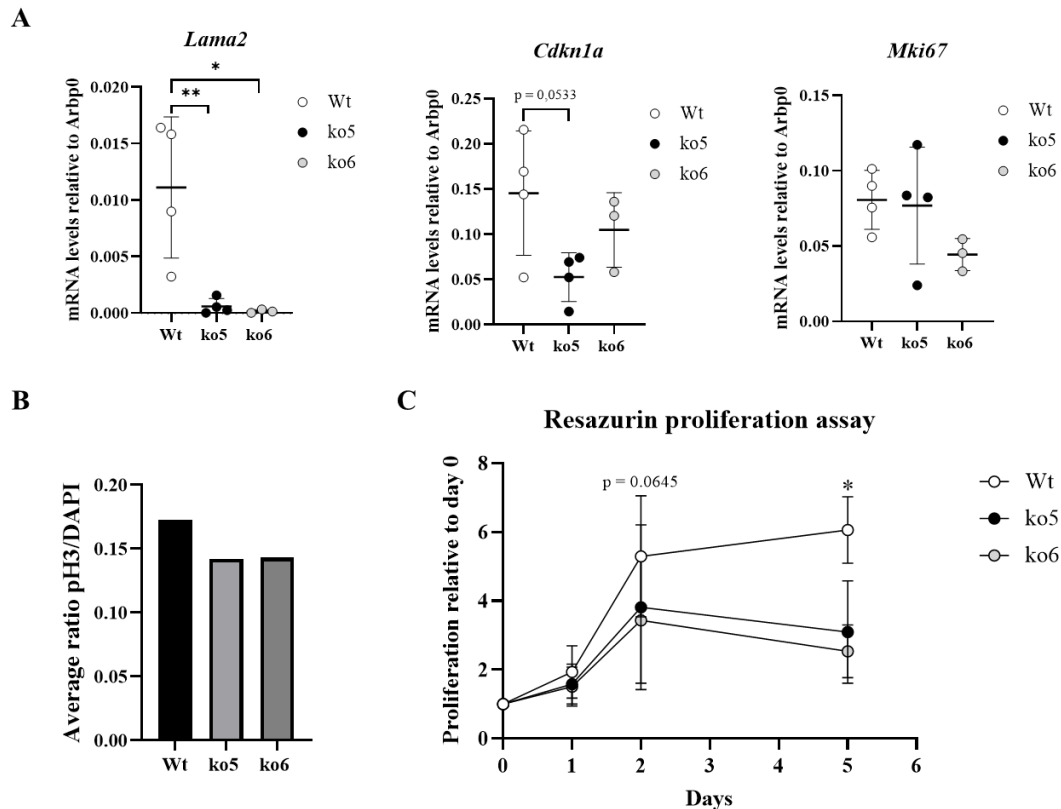 A
Lama2
mRNA levels relative to Arbp0
0.020
0.015
0.010
0.005
0.000
*
**
Wt
ko5
ko6
Wt ko5 ko6
Cdkn1a
mRNA levels relative to Arbp0
0.25
0.20
0.15
0.10
0.05
0.00
p = 0,0533
Wt
ko5
ko6
Wt ko5 ko6
Mki67
mRNA levels relative to Arbp0
0.15
0.10
0.05
0.00
Wt
ko5
ko6
Wt ko5 ko6
B
Average ratio pH3/DAPI
0.20
0.15
0.10
0.05
0.00
Wt ko5 ko6
C
Resazurin proliferation assay
Proliferation relative to day 0
8
6
4
2
0
p = 0.0645
*
Wt
ko5
ko6
0 1 2 3 4 5 6
Days